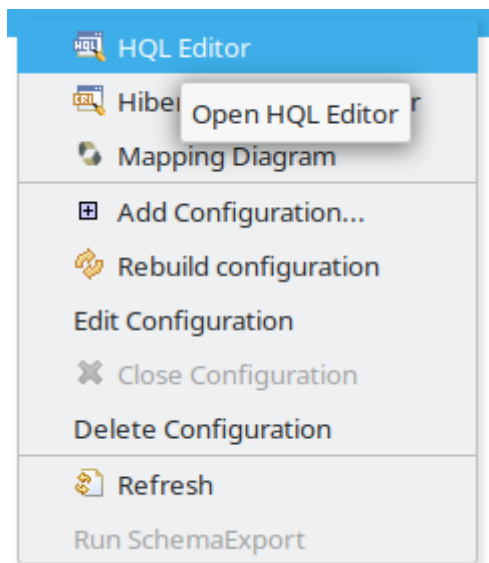 HQL Editor
Hiber
Open HQL Editor
Mapping Diagram
Add Configuration...
Rebuild configuration
Edit Configuration
Close Configuration
Delete Configuration
Refresh
Run SchemaExport